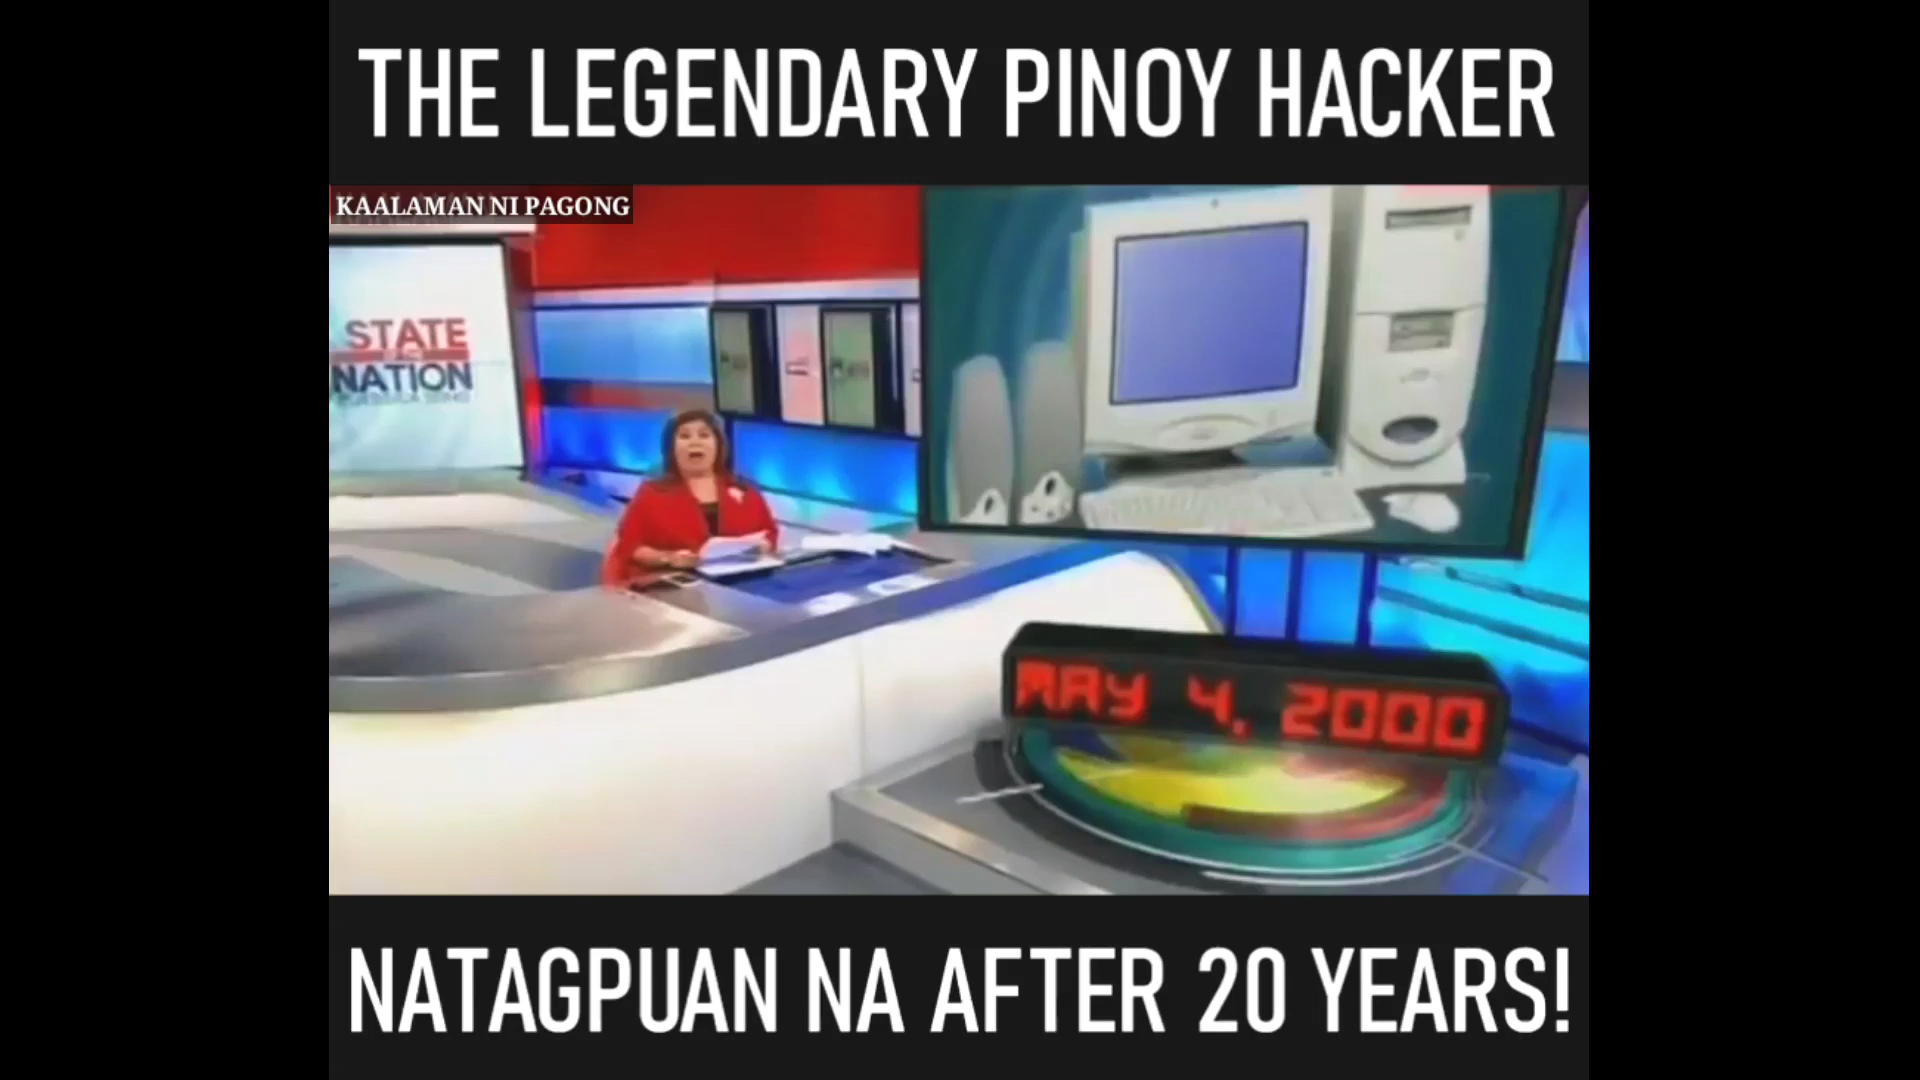 THE LEGENDARY PINOY HACKER
KAALAMAN NI PAGONG
STATE
NATION
MAY 4, 2000
NATAGPUAN NA AFTER 20 YEARS!